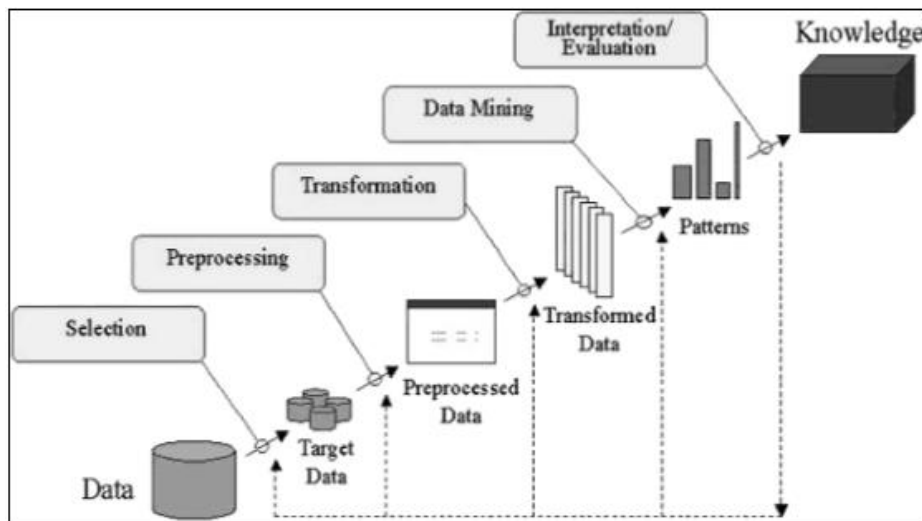 Interpretation/
Evaluation
Knowledge
Data Mining
Transformation
Patterns
Preprocessing
Transformed
Data
Selection
Preprocessed
Data
Target
Data
Data